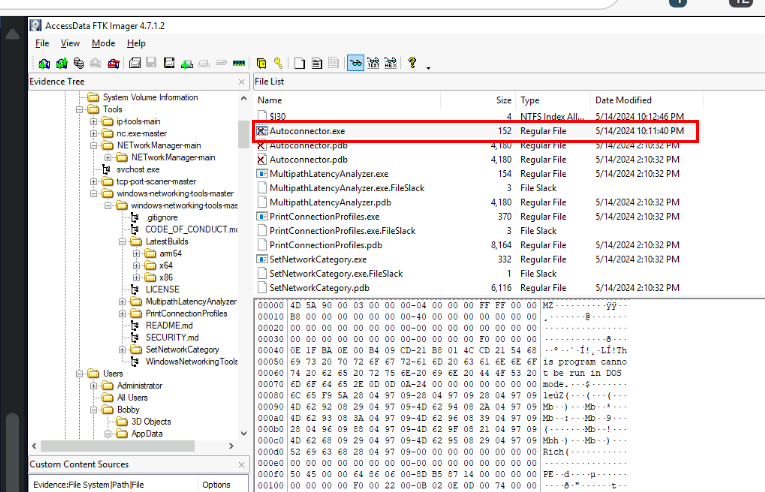 AccessData FTK Imager 4.7.1.2
File View Mode Help
Evidence Tree
System Volume Information
Tools
ip-tools-main
nc.exe-master
NETworkManager-main
NETworkManager-main
svchost.exe
tcp-port-scaner-master
windows-networking-tools-master
windows-networking-tools-mas
.gitignore
CODE_OF_CONDUCT.mc
LatestBuilds
arm64
x64
x86
LICENSE
MultipathLatencyAnalyzer
PrintConnectionProfiles
README.md
SECURITY.md
SetNetworkCategory
WindowsNetworkingTools
Users
Administrator
All Users
Bobby
3D Objects
AppData
Custom Content Sources
Evidence:File System|Path|File Options
File List
Name Size Type Date Modified
$I30 4 NTFS Index All... 5/14/2024 10:12:46 PM
Autoconnector.exe 152 Regular File 5/14/2024 10:11:40 PM
Autoconnector.pdb 4,180 Regular File 5/14/2024 2:10:32 PM
Autoconnector.pdb 4,180 Regular File 5/14/2024 2:10:32 PM
MultipathLatencyAnalyzer.exe 154 Regular File 5/14/2024 2:10:32 PM
MultipathLatencyAnalyzer.exe.FileSlack 3 File Slack
MultipathLatencyAnalyzer.pdb 4,180 Regular File 5/14/2024 2:10:32 PM
PrintConnectionProfiles.exe 370 Regular File 5/14/2024 2:10:32 PM
PrintConnectionProfiles.exe.FileSlack 3 File Slack
PrintConnectionProfiles.pdb 8,164 Regular File 5/14/2024 2:10:32 PM
SetNetworkCategory.exe 332 Regular File 5/14/2024 2:10:32 PM
SetNetworkCategory.exe.FileSlack 1 File Slack
SetNetworkCategory.pdb 6,116 Regular File 5/14/2024 2:10:32 PM
00000 4D 5A 90 00 03 00 00 00-04 00 00 00 FF FF 00 00 MZ··········ÿÿ··
00010 B8 00 00 00 00 00 00 00-40 00 00 00 00 00 00 00 ¸·······@·······
00020 00 00 00 00 00 00 00 00-00 00 00 00 00 00 00 00 ················
00030 00 00 00 00 00 00 00 00-00 00 00 00 F0 00 00 00 ············ð···
00040 0E 1F BA 0E 00 B4 09 CD-21 B8 01 4C CD 21 54 68 ··º··´·Í!¸·LÍ!Th
00050 69 73 20 70 72 6F 67 72-61 6D 20 63 61 6E 6E 6F is program canno
00060 74 20 62 65 20 72 75 6E-20 69 6E 20 44 4F 53 20 t be run in DOS
00070 6D 6F 64 65 2E 0D 0D 0A-24 00 00 00 00 00 00 00 mode.···$·······
00080 6C 65 F9 5A 28 04 97 09-28 04 97 09 28 04 97 09 leùZ(···(···(···
00090 4D 62 92 08 29 04 97 09-4D 62 94 08 2A 04 97 09 Mb··)···Mb··*···
000a0 4D 62 93 08 3A 04 97 09-4D 62 96 08 39 04 97 09 Mb··:···Mb··9···
000b0 28 04 96 09 88 04 97 09-4D 62 9F 08 21 04 97 09 (·······Mb··!···
000c0 4D 62 68 09 29 04 97 09-4D 62 95 08 29 04 97 09 Mbh·)···Mb··)···
000d0 52 69 63 68 28 04 97 09-00 00 00 00 00 00 00 00 Rich(···········
000e0 00 00 00 00 00 00 00 00-00 00 00 00 00 00 00 00 ················
000f0 50 45 00 00 64 86 06 00-8D B5 87 14 00 00 00 00 PE··d····µ······
00100 00 00 00 00 F0 00 22 00-0B 02 0E 0D 00 74 00 00 ····ð·"······t··